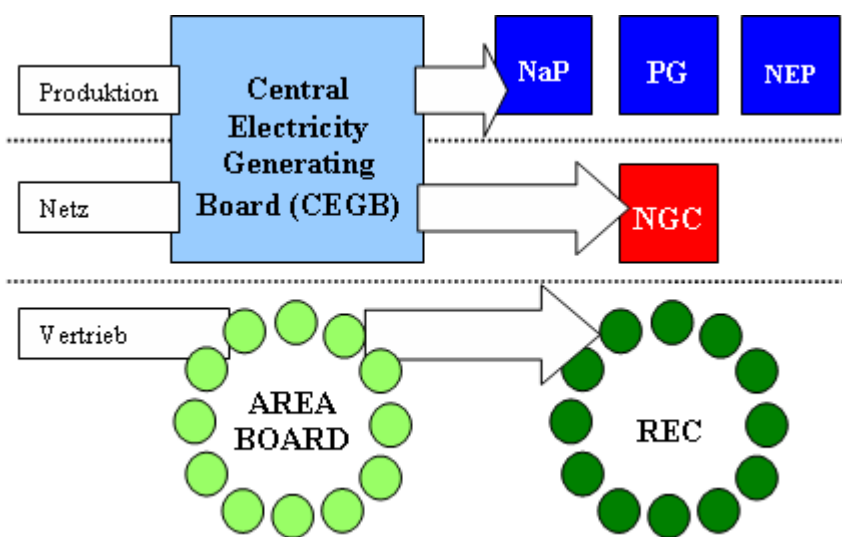 Produktion
Central
Electricity
Generating
Board (CEGB)
NaP
PG
NEP
Netz
NGC
Vertrieb
AREA
BOARD
REC